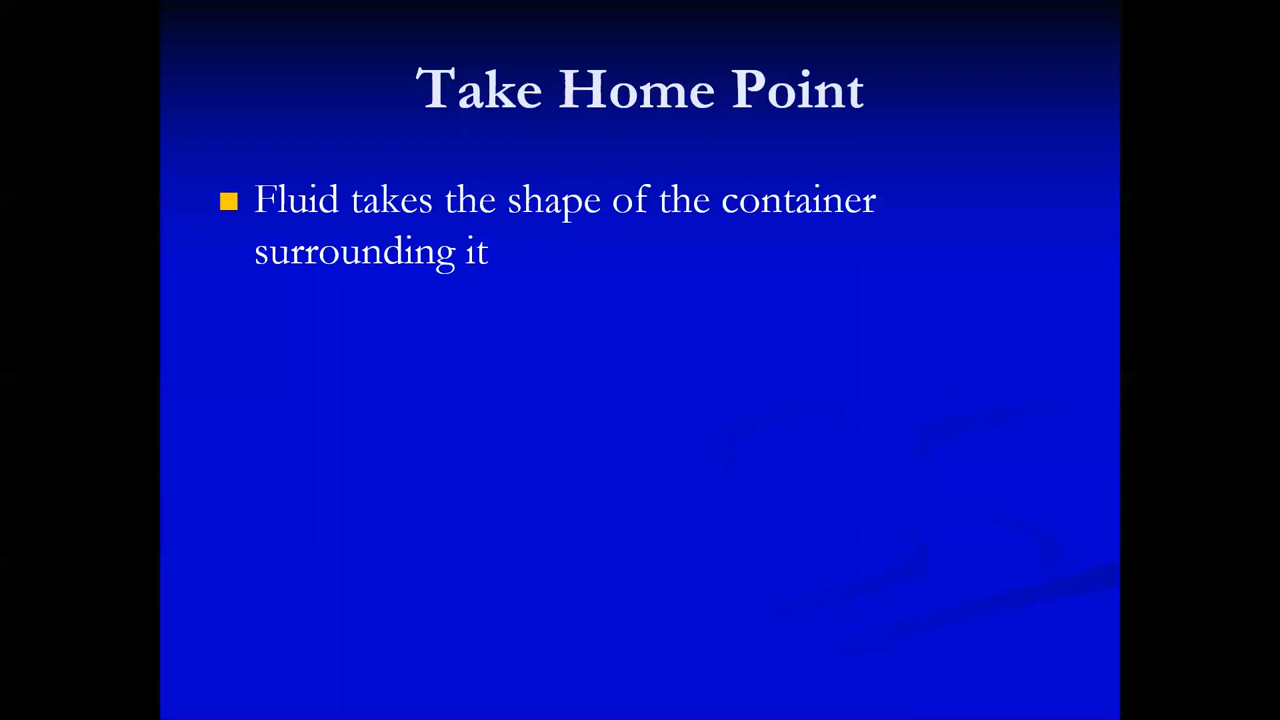 Take Home Point
Fluid takes the shape of the container
surrounding it